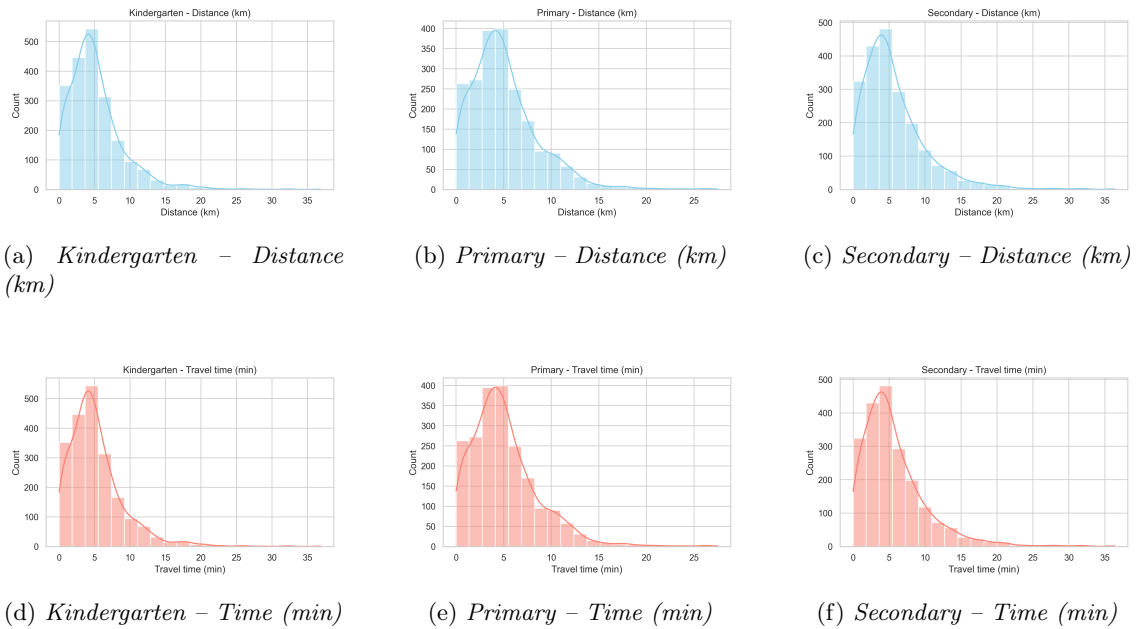 Kindergarten - Distance (km)
Count
500
400
300
200
100
0
0 5 10 15 20 25 30 35
Distance (km)
Primary - Distance (km)
Count
400
350
300
250
200
150
100
50
0
0 5 10 15 20 25
Distance (km)
Secondary - Distance (km)
Count
500
400
300
200
100
0
0 5 10 15 20 25 30 35
Distance (km)
(a) Kindergarten – Distance
(km)
(b) Primary – Distance (km)
(c) Secondary – Distance (km)
Kindergarten - Travel time (min)
Count
500
400
300
200
100
0
0 5 10 15 20 25 30 35
Travel time (min)
Primary - Travel time (min)
Count
400
350
300
250
200
150
100
50
0
0 5 10 15 20 25
Travel time (min)
Secondary - Travel time (min)
Count
500
400
300
200
100
0
0 5 10 15 20 25 30 35
Travel time (min)
(d) Kindergarten – Time (min)
(e) Primary – Time (min)
(f) Secondary – Time (min)